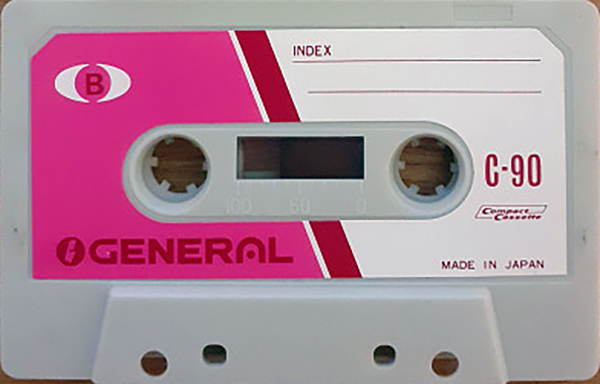 INDEX
B
C-90
100 50 0
Compact
Cassette
GENERAL
MADE IN JAPAN